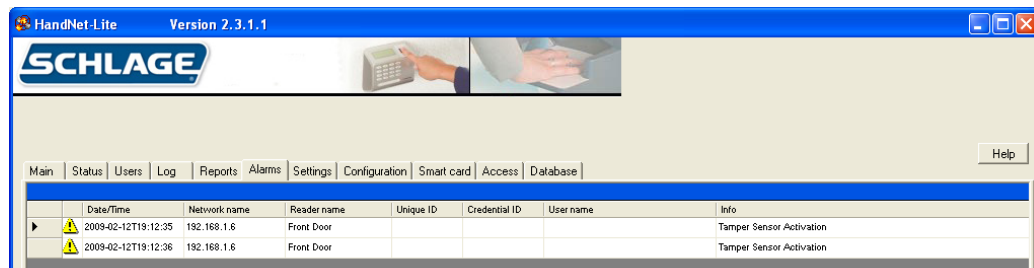 HandNet-Lite Version 2.3.1.1
SCHLAGE
Help
Main Status Users Log Reports Alarms Settings Configuration Smart card Access Database
Date/Time Network name Reader name Unique ID Credential ID User name Info
2009-02-12T19:12:35 192.168.1.6 Front Door Tamper Sensor Activation
2009-02-12T19:12:36 192.168.1.6 Front Door Tamper Sensor Activation